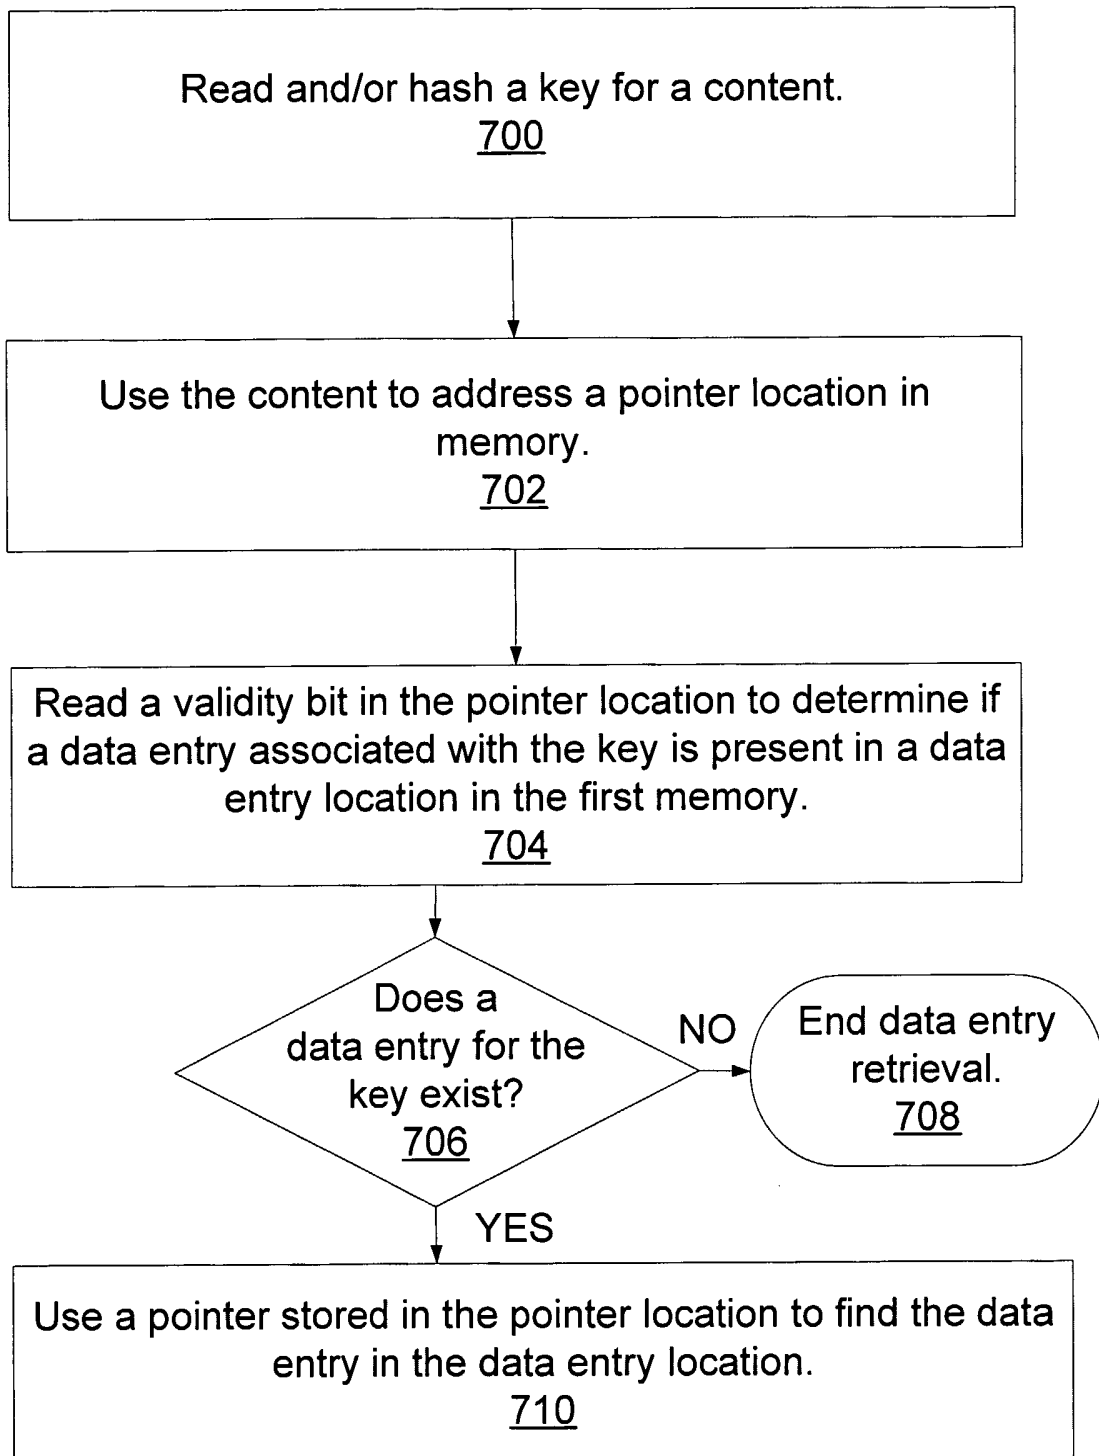 Read and/or hash a key for a content.
700
Use the content to address a pointer location in
memory.
702
Read a validity bit in the pointer location to determine if
a data entry associated with the key is present in a data
entry location in the first memory.
704
Does a
data entry for the
key exist?
706
NO
End data entry
retrieval.
708
YES
Use a pointer stored in the pointer location to find the data
entry in the data entry location.
710